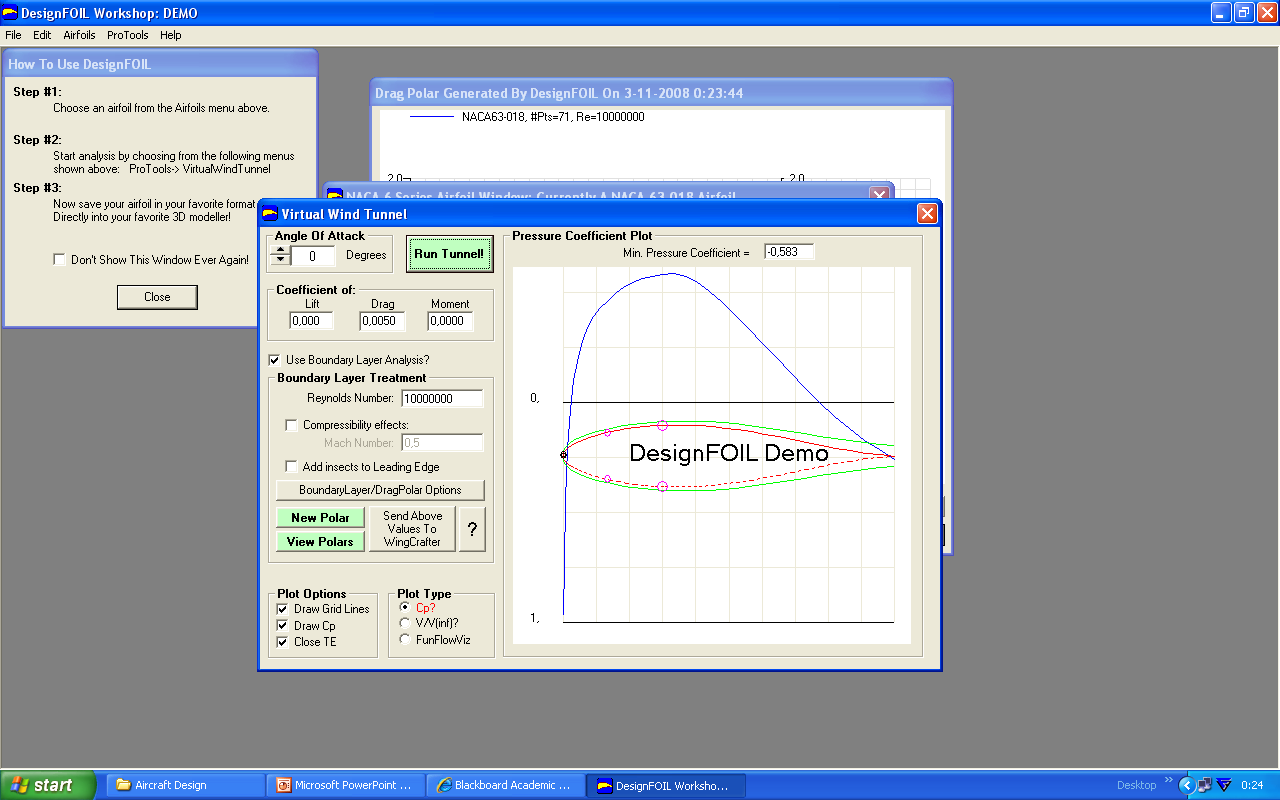 DesignFOIL Workshop: DEMO
File Edit Airfoils ProTools Help
How To Use DesignFOIL
Step #1:
Choose an airfoil from the Airfoils menu above.
Step #2:
Start analysis by choosing from the following menus
shown above: ProTools-> VirtualWindTunnel
Step #3:
Now save your airfoil in your favorite format
Directly into your favorite 3D modeller!
Don't Show This Window Ever Again!
Close
Drag Polar Generated By DesignFOIL On 3-11-2008 0:23:44
NACA63-018, #Pts=71, Re=10000000
2.0 2.0
NACA 6 Series Airfoil Window: Currently A NACA 63-018 Airfoil
Virtual Wind Tunnel
Angle Of Attack
0 Degrees
Run Tunnel!
Coefficient of:
Lift Drag Moment
0,000 0,0050 0,0000
Use Boundary Layer Analysis?
Boundary Layer Treatment
Reynolds Number: 10000000
Compressibility effects:
Mach Number: 0,5
Add insects to Leading Edge
BoundaryLayer/DragPolar Options
New Polar
View Polars
Send Above
Values To
WingCrafter
?
Plot Options
Draw Grid Lines
Draw Cp
Close TE
Plot Type
Cp?
V/V(inf)?
FunFlowViz
Pressure Coefficient Plot
Min. Pressure Coefficient = -0,583
0,
DesignFOIL Demo
1,
start Aircraft Design Microsoft PowerPoint ... Blackboard Academic ... DesignFOIL Worksho... Desktop » 0:24